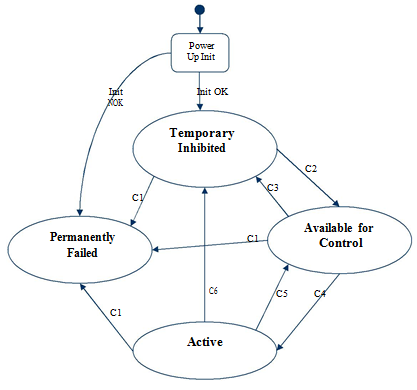 Power
Up Init
Init
NOK
Init OK
Temporary
Inhibited
C1
C2
C3
Permanently
Failed
C1
Available for
Control
C6
C5
C4
C1
Active